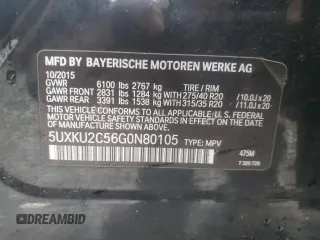 MFD BY BAYERISCHE MOTOREN WERKE AG
10/2015
GVWR 6100 lbs 2767 kg TIRE / RIM
GAWR FRONT 2831 lbs 1284 kg WITH 275/40 R20 / 10.0J x 20
GAWR REAR 3391 lbs 1538 kg WITH 315/35 R20 / 11.0J x 20
THIS VEHICLE CONFORMS TO ALL APPLICABLE U.S. FEDERAL
MOTOR VEHICLE SAFETY STANDARDS IN EFFECT
ON THE DATE OF MANUFACTURE SHOWN ABOVE.
5UXKU2C56G0N80105 TYPE: MPV
475M